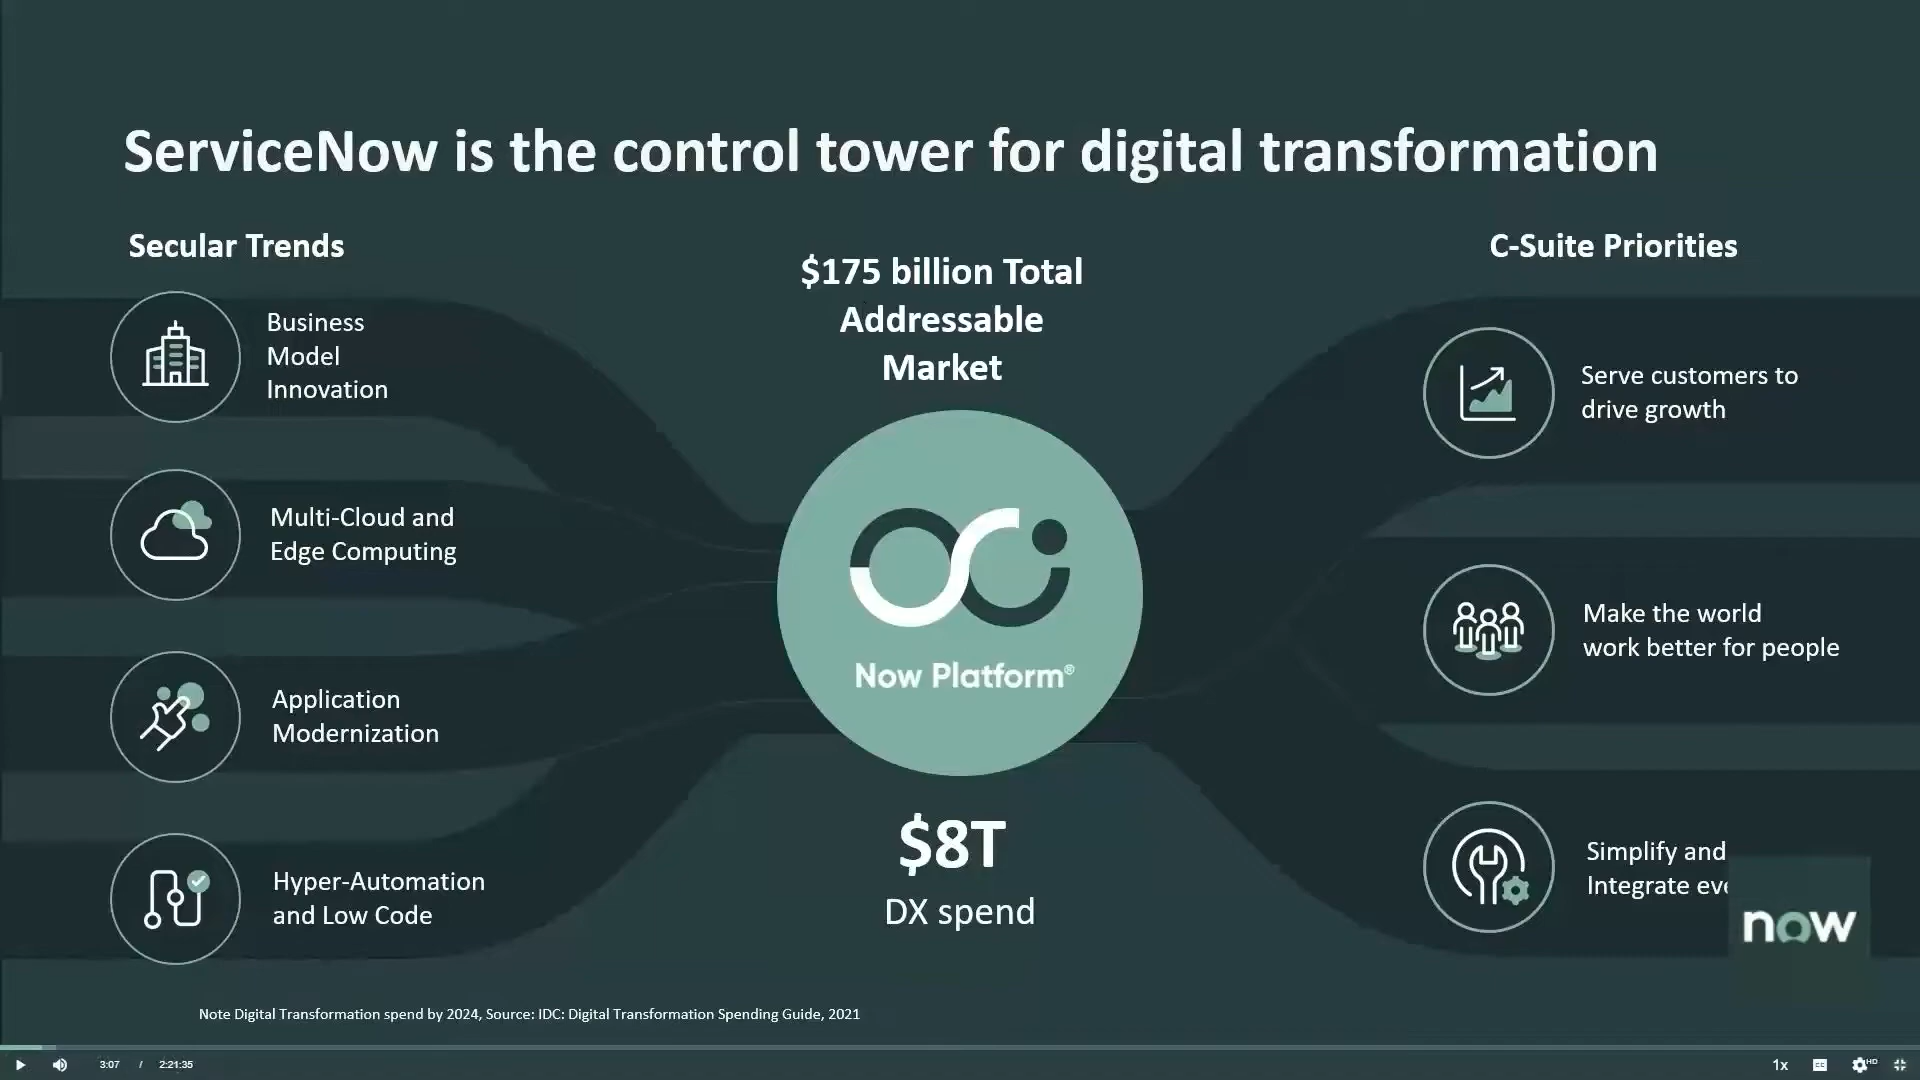 ServiceNow is the control tower for digital transformation
Secular Trends
Business
Model
Innovation
Multi-Cloud and
Edge Computing
Application
Modernization
Hyper-Automation
and Low Code
$175 billion Total
Addressable
Market
Now Platform®
$8T
DX spend
C-Suite Priorities
Serve customers to
drive growth
Make the world
work better for people
Simplify and
Integrate
now
Note Digital Transformation spend by 2024, Source: IDC: Digital Transformation Spending Guide, 2021
3:07 / 2:21:35
1x
CC
HD